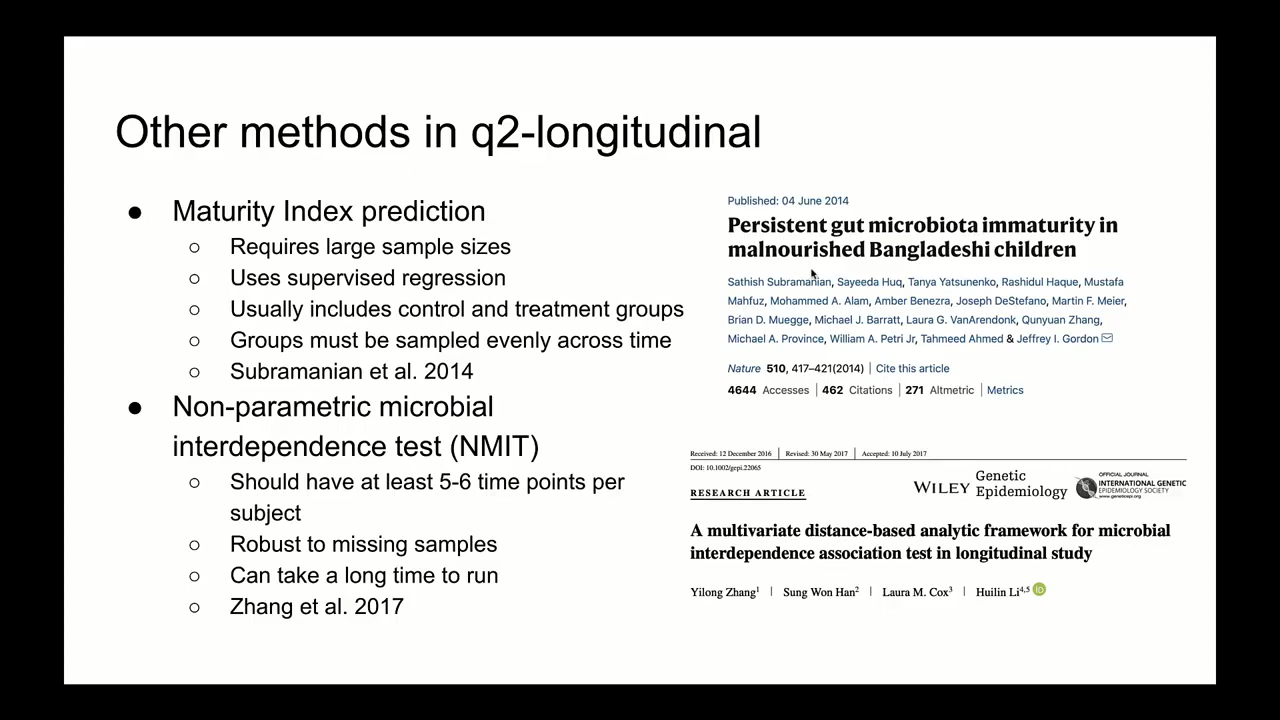 Other methods in q2-longitudinal
● Maturity Index prediction
○ Requires large sample sizes
○ Uses supervised regression
○ Usually includes control and treatment groups
○ Groups must be sampled evenly across time
○ Subramanian et al. 2014
● Non-parametric microbial
interdependence test (NMIT)
○ Should have at least 5-6 time points per
subject
○ Robust to missing samples
○ Can take a long time to run
○ Zhang et al. 2017
Published: 04 June 2014
Persistent gut microbiota immaturity in
malnourished Bangladeshi children
Sathish Subramanian, Sayeeda Huq, Tanya Yatsunenko, Rashidul Haque, Mustafa
Mahfuz, Mohammed A. Alam, Amber Benezra, Joseph DeStefano, Martin F. Meier,
Brian D. Muegge, Michael J. Barratt, Laura G. VanArendonk, Qunyuan Zhang,
Michael A. Province, William A. Petri Jr, Tahmeed Ahmed & Jeffrey I. Gordon
Nature 510, 417–421(2014) | Cite this article
4644 Accesses | 462 Citations | 271 Altmetric | Metrics
Received: 12 December 2016 | Revised: 30 May 2017 | Accepted: 10 July 2017
DOI: 10.1002/gepi.22065
RESEARCH ARTICLE
WILEY
Genetic
Epidemiology
OFFICIAL JOURNAL
INTERNATIONAL GENETIC
EPIDEMIOLOGY SOCIETY
www.geneticepi.org
A multivariate distance-based analytic framework for microbial
interdependence association test in longitudinal study
Yilong Zhang1 | Sung Won Han2 | Laura M. Cox3 | Huilin Li4,5 iD